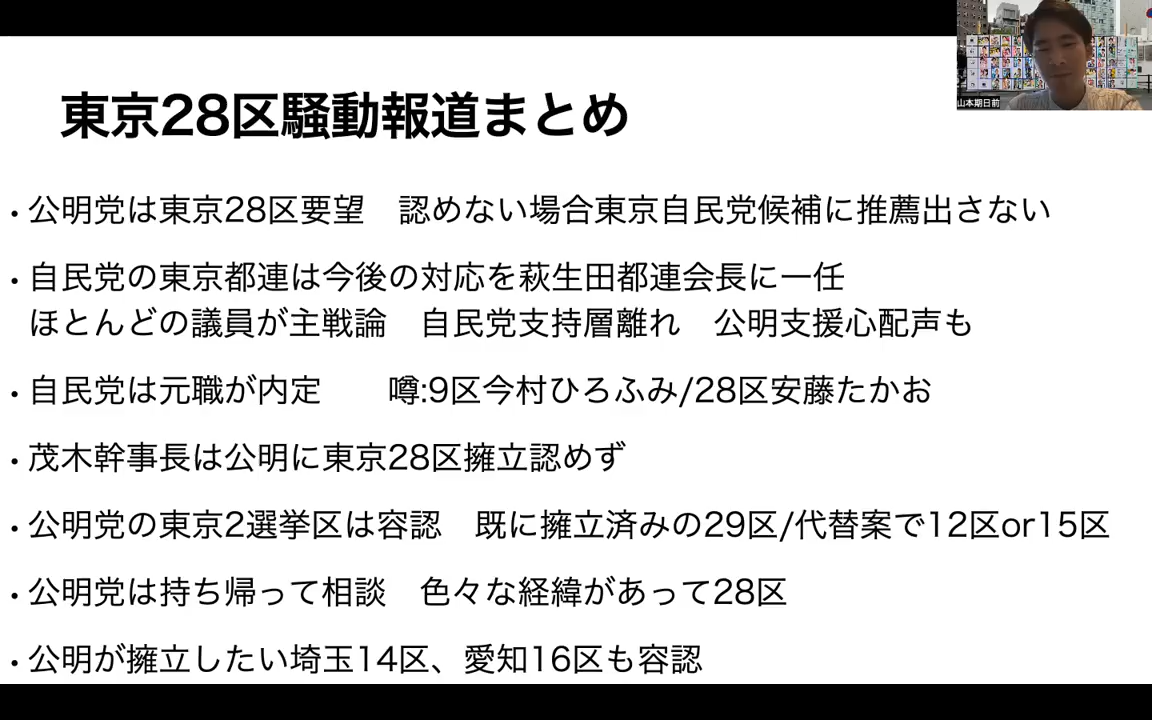 東京28区騒動報道まとめ
山本期日前
・公明党は東京28区要望　認めない場合東京自民党候補に推薦出さない
・自民党の東京都連は今後の対応を萩生田都連会長に一任
ほとんどの議員が主戦論　自民党支持層離れ　公明支援心配声も
・自民党は元職が内定　　噂:9区今村ひろふみ/28区安藤たかお
・茂木幹事長は公明に東京28区擁立認めず
・公明党の東京2選挙区は容認　既に擁立済みの29区/代替案で12区or15区
・公明党は持ち帰って相談　色々な経緯があって28区
・公明が擁立したい埼玉14区、愛知16区も容認